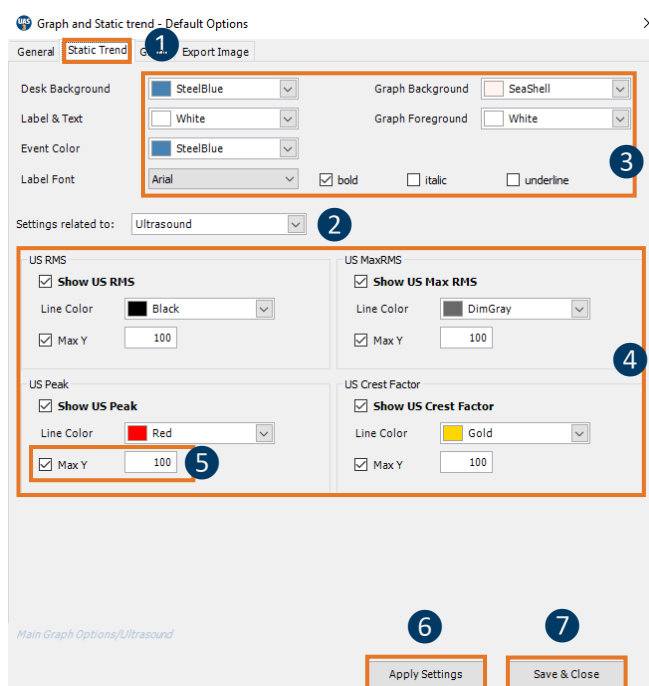 UAS 3 Graph and Static trend - Default Options
1
General Static Trend G Export Image
Desk Background SteelBlue Graph Background SeaShell
Label & Text White Graph Foreground White
Event Color SteelBlue
3
Label Font Arial bold italic underline
Settings related to: Ultrasound 2
US RMS US MaxRMS
Show US RMS Show US Max RMS
Line Color Black Line Color DimGray
Max Y 100 Max Y 100
4
US Peak US Crest Factor
Show US Peak Show US Crest Factor
Line Color Red Line Color Gold
Max Y 100 5 Max Y 100
Main Graph Options/Ultrasound
6 7
Apply Settings Save & Close